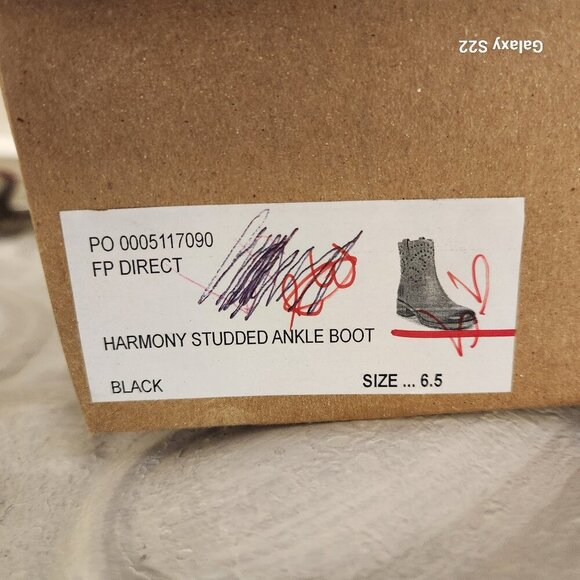 Galaxy S22
PO 0005117090
FP DIRECT
HARMONY STUDDED ANKLE BOOT
BLACK
SIZE ... 6.5